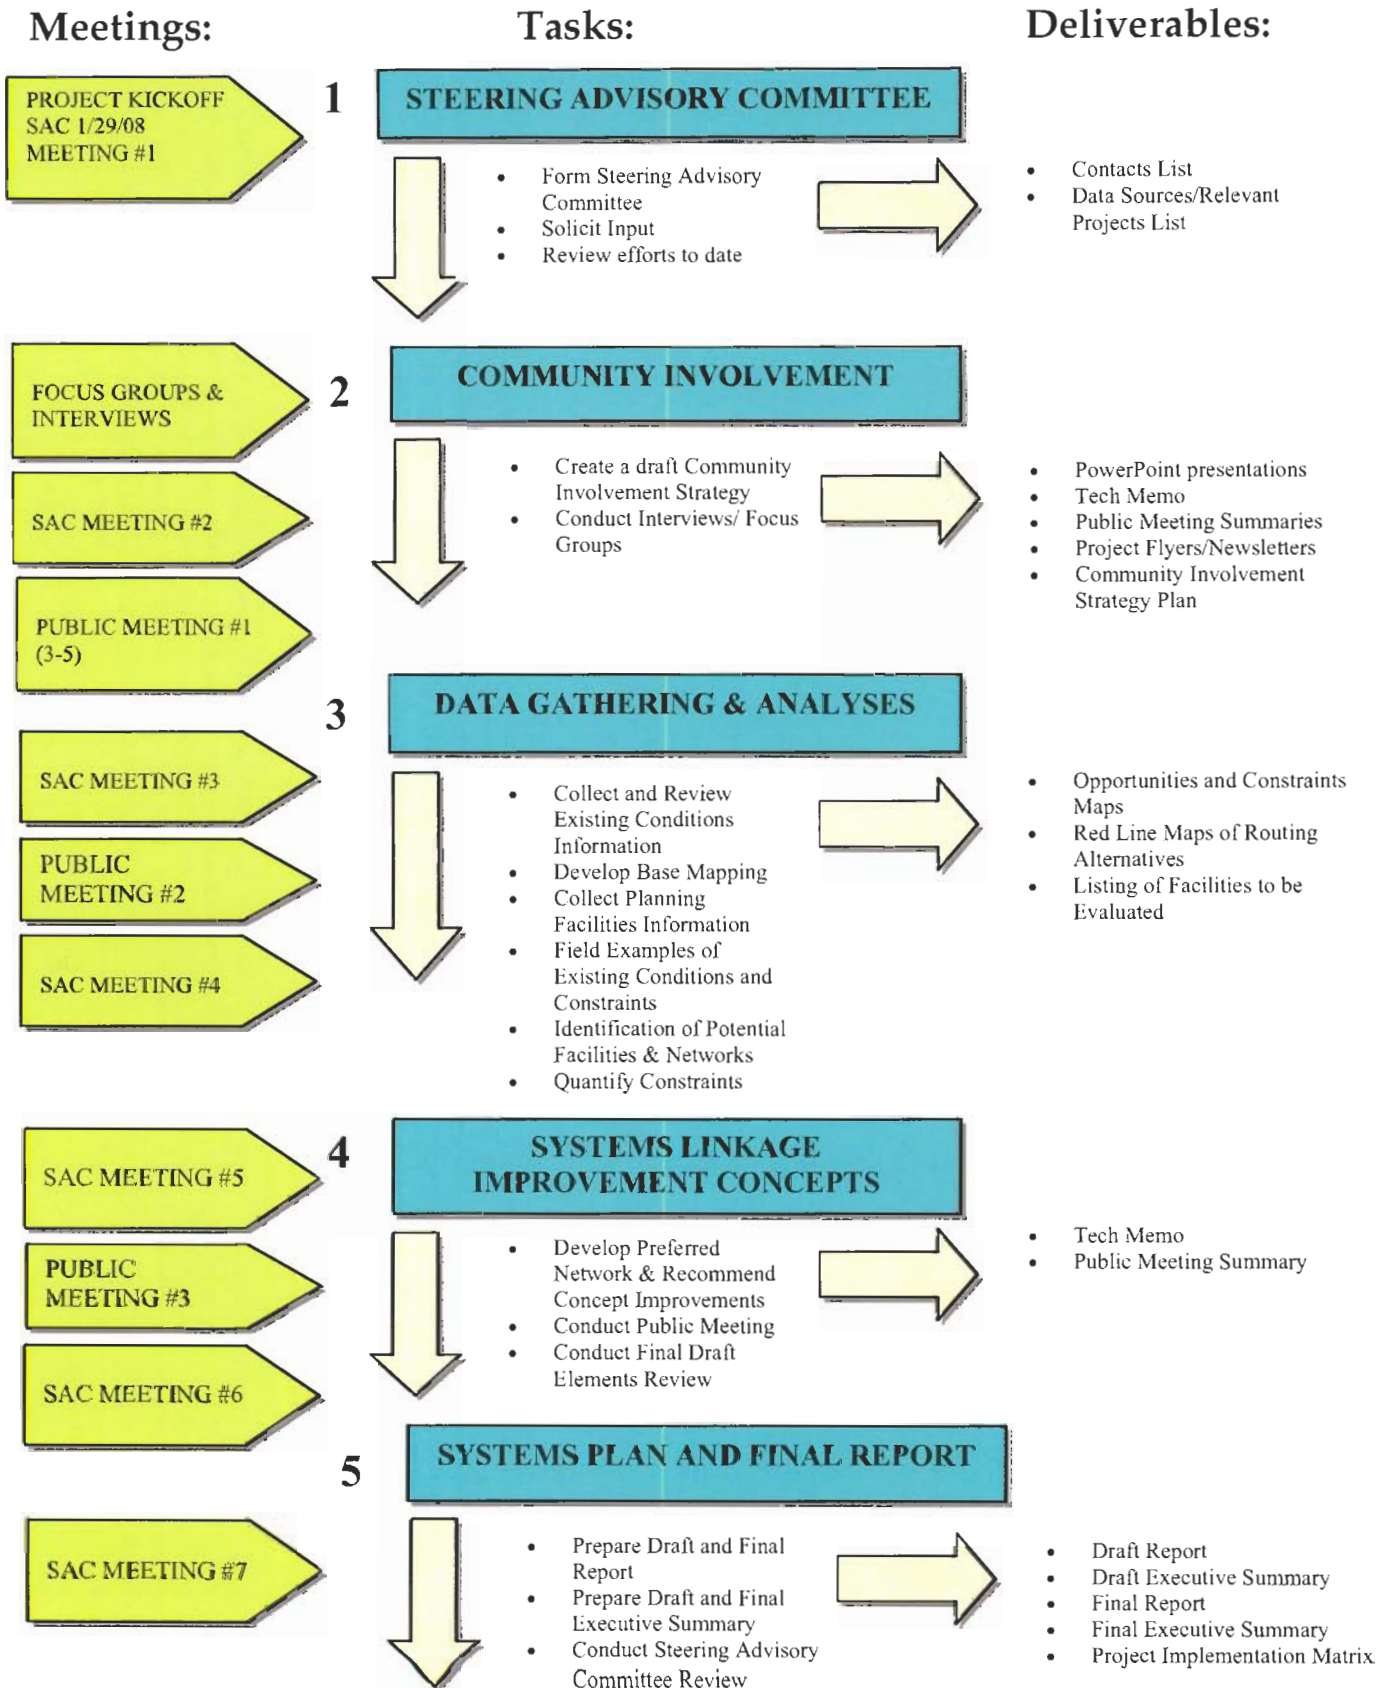 Meetings:
Tasks:
Deliverables:
PROJECT KICKOFF
SAC 1/29/08
MEETING #1
1
STEERING ADVISORY COMMITTEE
• Form Steering Advisory
Committee
• Solicit Input
• Review efforts to date
• Contacts List
• Data Sources/Relevant
Projects List
FOCUS GROUPS &
INTERVIEWS
SAC MEETING #2
PUBLIC MEETING #1
(3-5)
2
COMMUNITY INVOLVEMENT
• Create a draft Community
Involvement Strategy
• Conduct Interviews/ Focus
Groups
• PowerPoint presentations
• Tech Memo
• Public Meeting Summaries
• Project Flyers/Newsletters
• Community Involvement
Strategy Plan
SAC MEETING #3
PUBLIC
MEETING #2
SAC MEETING #4
3
DATA GATHERING & ANALYSES
• Collect and Review
Existing Conditions
Information
• Develop Base Mapping
• Collect Planning
Facilities Information
• Field Examples of
Existing Conditions and
Constraints
• Identification of Potential
Facilities & Networks
• Quantify Constraints
• Opportunities and Constraints
Maps
• Red Line Maps of Routing
Alternatives
• Listing of Facilities to be
Evaluated
SAC MEETING #5
PUBLIC
MEETING #3
SAC MEETING #6
4
SYSTEMS LINKAGE
IMPROVEMENT CONCEPTS
• Develop Preferred
Network & Recommend
Concept Improvements
• Conduct Public Meeting
• Conduct Final Draft
Elements Review
• Tech Memo
• Public Meeting Summary
SAC MEETING #7
5
SYSTEMS PLAN AND FINAL REPORT
• Prepare Draft and Final
Report
• Prepare Draft and Final
Executive Summary
• Conduct Steering Advisory
Committee Review
• Draft Report
• Draft Executive Summary
• Final Report
• Final Executive Summary
• Project Implementation Matrix